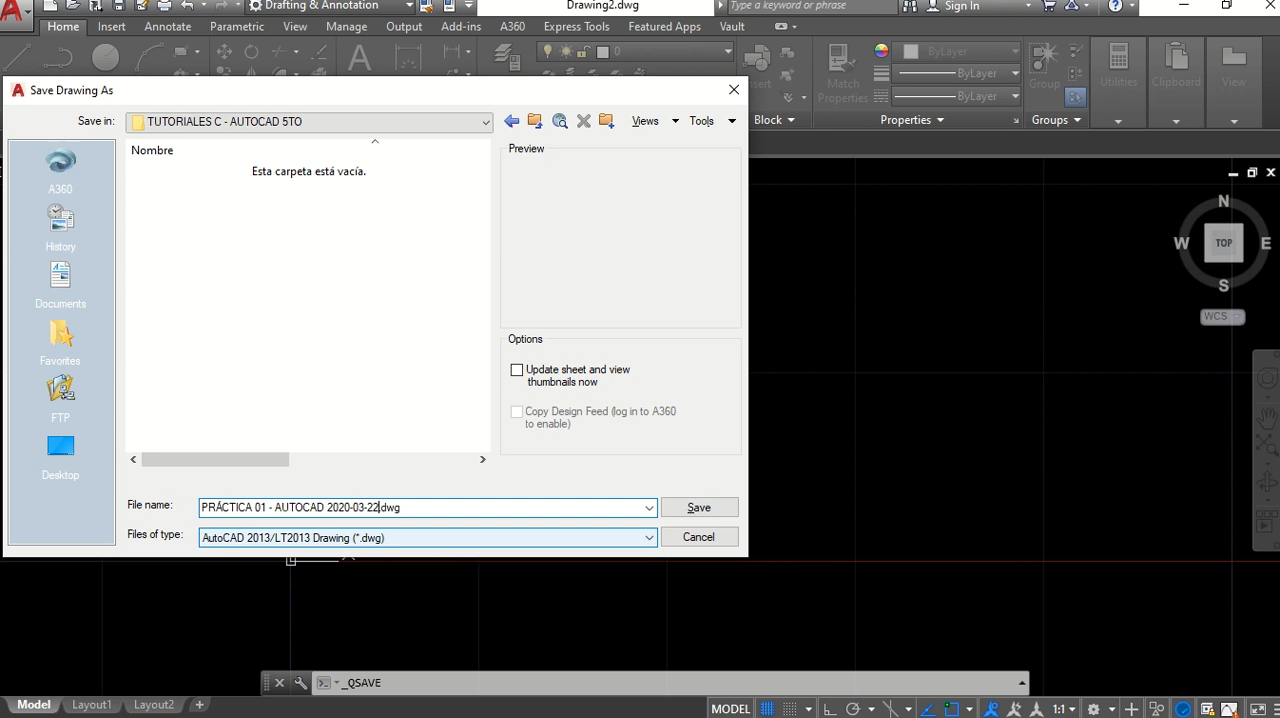 Drafting & Annotation
Drawing2.dwg
Type a keyword or phrase
Sign In
Home Insert Annotate Parametric View Manage Output Add-ins A360 Express Tools Featured Apps Vault
0
Match
Properties
ByLayer
ByLayer
ByLayer
Group
Utilities
Clipboard
View
Block
Properties
Groups
Save Drawing As
Save in:
TUTORIALES C - AUTOCAD 5TO
Views
Tools
Nombre
Esta carpeta está vacía.
Preview
A360
History
Documents
Favorites
FTP
Desktop
Options
Update sheet and view
thumbnails now
Copy Design Feed (log in to A360
to enable)
File name:
PRÁCTICA 01 - AUTOCAD 2020-03-22.dwg
Save
Files of type:
AutoCAD 2013/LT2013 Drawing (*.dwg)
Cancel
N
W
TOP
E
S
WCS
_QSAVE
Model
Layout1
Layout2
MODEL
1:1